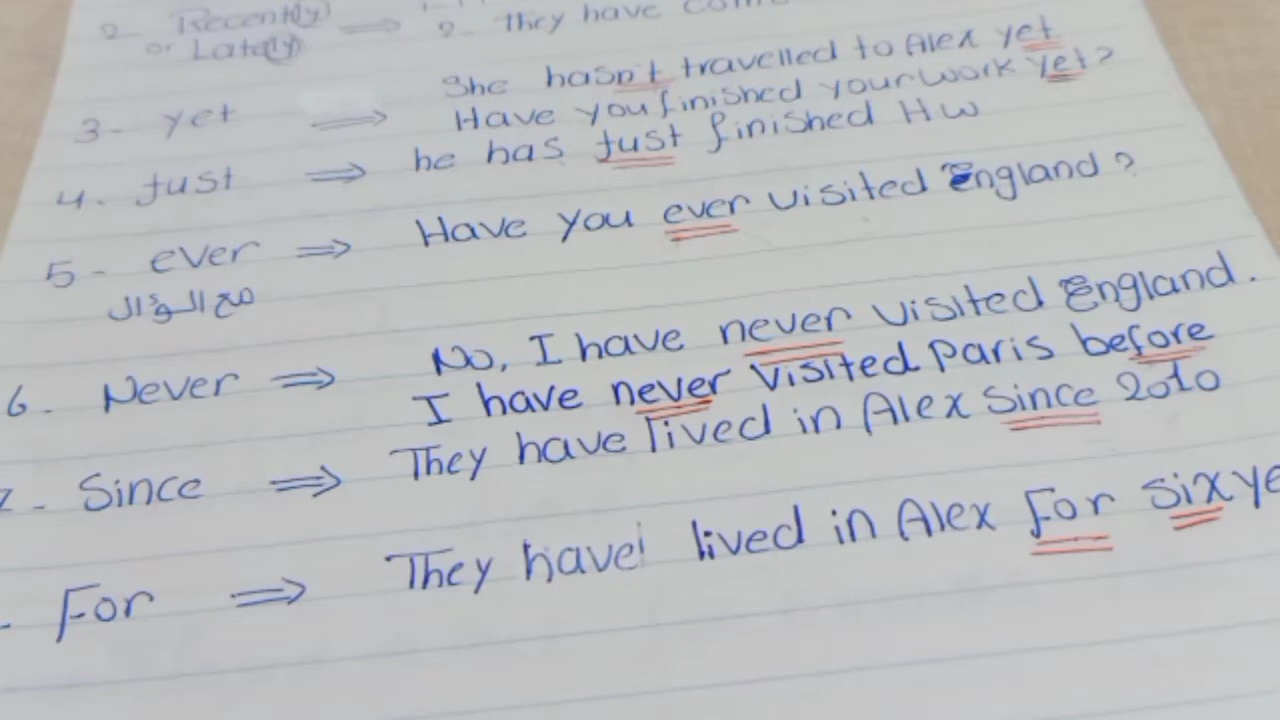 2- Recently ⇒ 2- They have
or Lately
She hasn't travelled to Alex yet
3- yet ⇒ Have you finished your work yet?
4. Just ⇒ he has Just finished Hw
5- ever ⇒ Have you ever visited England?
مع السؤال
6. Never ⇒ No, I have never visited England.
I have never visited Paris before
7- Since ⇒ They have lived in Alex since 2010
- For ⇒ They have lived in Alex For six ye